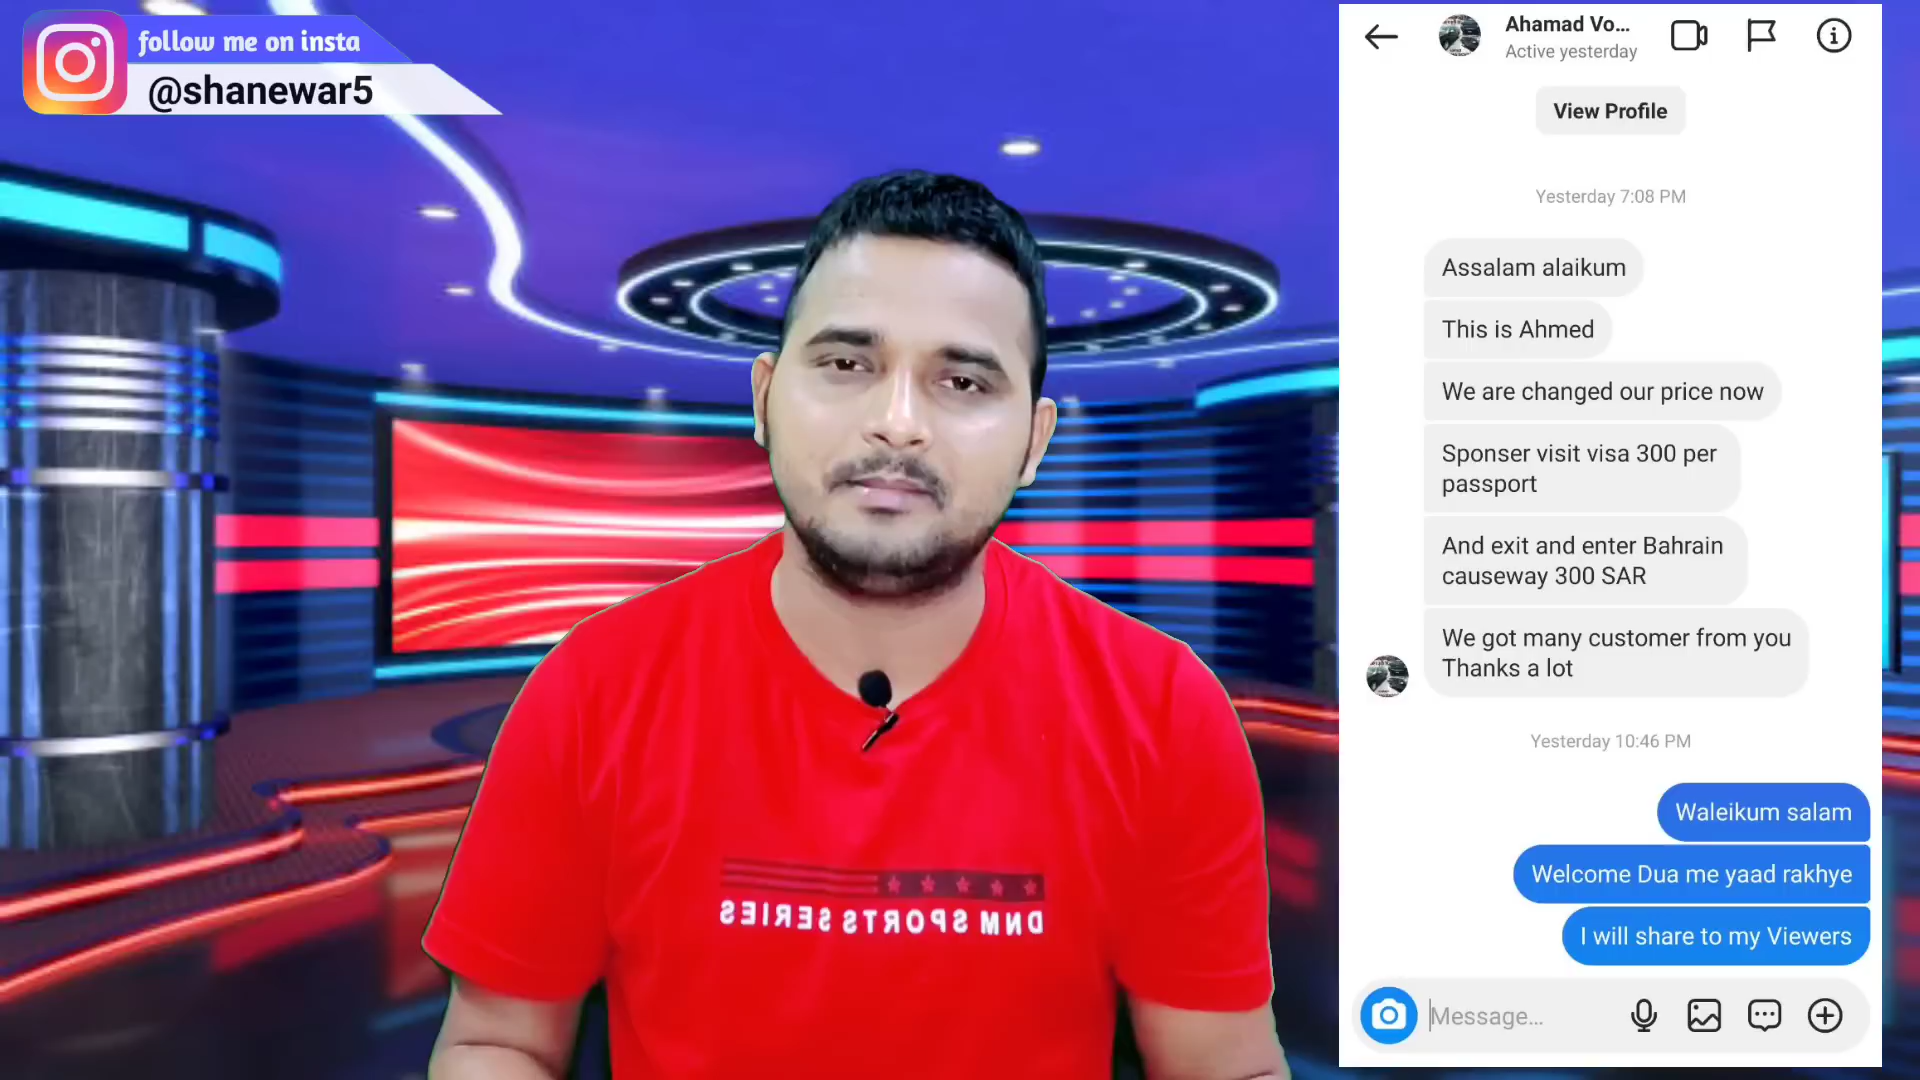 follow me on insta
@shanewar5
DNM SPORTS SERIES
Ahamad Vo...
Active yesterday
View Profile
Yesterday 7:08 PM
Assalam alaikum
This is Ahmed
We are changed our price now
Sponser visit visa 300 per
passport
And exit and enter Bahrain
causeway 300 SAR
We got many customer from you
Thanks a lot
Yesterday 10:46 PM
Waleikum salam
Welcome Dua me yaad rakhye
I will share to my Viewers
Message...